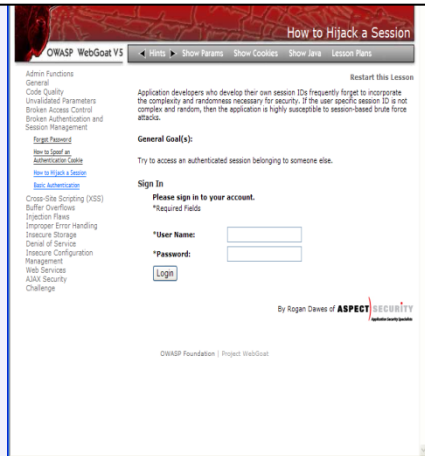 How to Hijack a Session
OWASP WebGoat V5
Hints Show Params Show Cookies Show Java Lesson Plans
Admin Functions
General
Code Quality
Unvalidated Parameters
Broken Access Control
Broken Authentication and
Session Management
Forgot Password
How to Spoof an
Authentication Cookie
How to Hijack a Session
Basic Authentication
Cross-Site Scripting (XSS)
Buffer Overflows
Injection Flaws
Improper Error Handling
Insecure Storage
Denial of Service
Insecure Configuration
Management
Web Services
AJAX Security
Challenge
Restart this Lesson
Application developers who develop their own session IDs frequently forget to incorporate
the complexity and randomness necessary for security. If the user specific session ID is not
complex and random, then the application is highly susceptible to session-based brute force
attacks.
General Goal(s):
Try to access an authenticated session belonging to someone else.
Sign In
Please sign in to your account.
*Required Fields
*User Name:
*Password:
Login
By Rogan Dawes of ASPECT SECURITY
Application Security Specialists
OWASP Foundation | Project WebGoat